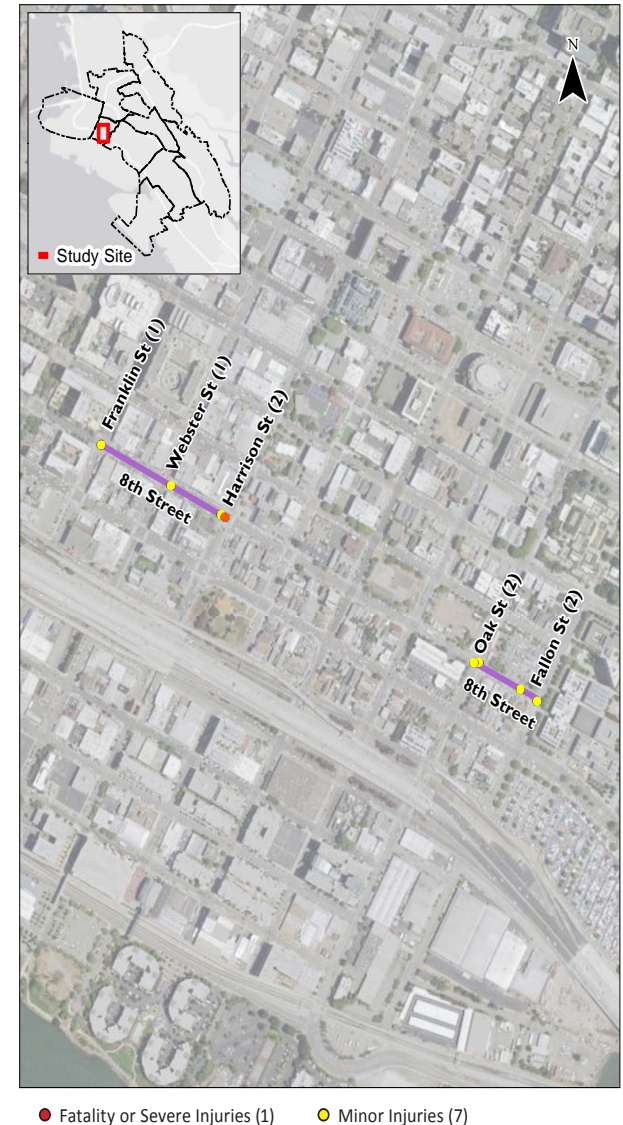 N
Study Site
Franklin St (1)
Webster St (1)
Harrison St (2)
8th Street
Oak St (2)
Fallon St (2)
8th Street
Fatality or Severe Injuries (1)
Minor Injuries (7)